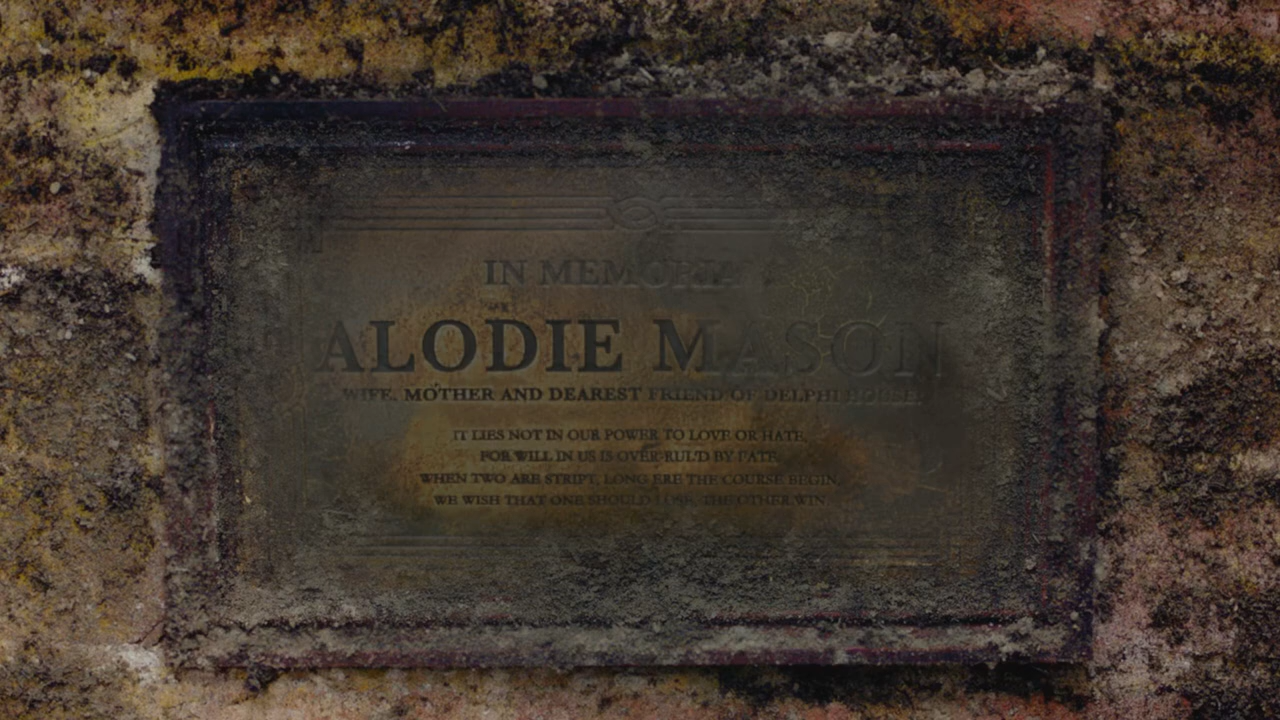 IN MEMORIA
ALODIE MASON
WIFE, MOTHER AND DEAREST FRIEND OF DELPHI HOUSE
IT LIES NOT IN OUR POWER TO LOVE OR HATE,
FOR WILL IN US IS OVER-RUL'D BY FATE.
WHEN TWO ARE STRIPT, LONG ERE THE COURSE BEGIN,
WE WISH THAT ONE SHOULD LOSE, THE OTHER WIN